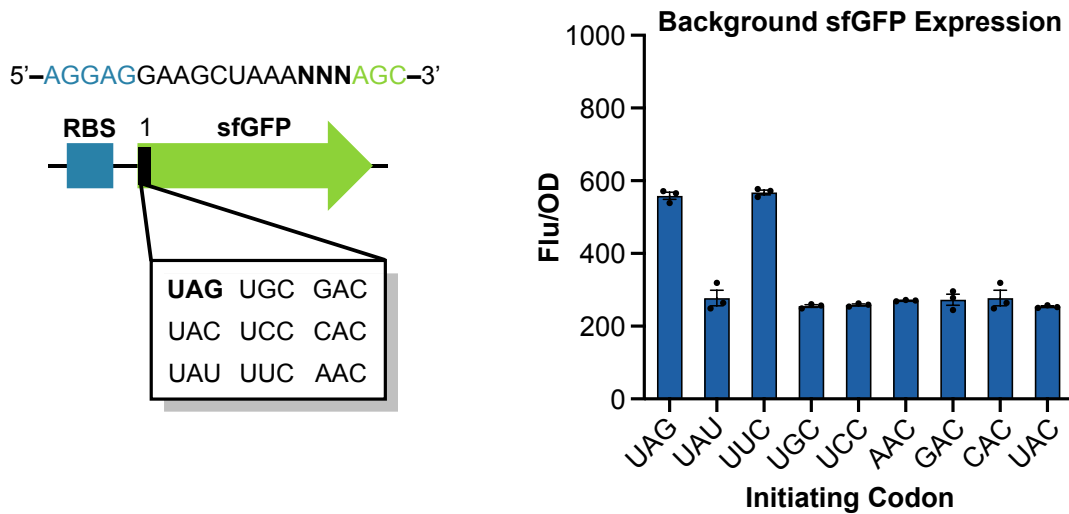 5’–AGGAGGAAGCUAAANNNAGC–3’
RBS 1 sfGFP
UAG UGC GAC
UAC UCC CAC
UAU UUC AAC
Background sfGFP Expression
1000
800
600
400
200
0
Flu/OD
UAG UAU UUC UGC UCC AAC GAC CAC UAC
Initiating Codon